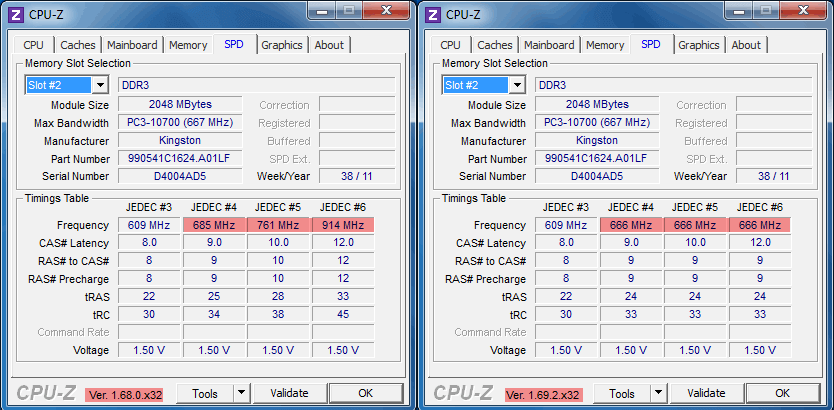 CPU-Z
CPU Caches Mainboard Memory SPD Graphics About
Memory Slot Selection
Slot #2 DDR3
Module Size 2048 MBytes Correction
Max Bandwidth PC3-10700 (667 MHz) Registered
Manufacturer Kingston Buffered
Part Number 990541C1624.A01LF SPD Ext.
Serial Number D4004AD5 Week/Year 38 / 11
Timings Table
JEDEC #3 JEDEC #4 JEDEC #5 JEDEC #6
Frequency 609 MHz 685 MHz 761 MHz 914 MHz
CAS# Latency 8.0 9.0 10.0 12.0
RAS# to CAS# 8 9 10 12
RAS# Precharge 8 9 10 12
tRAS 22 25 28 33
tRC 30 34 38 45
Command Rate
Voltage 1.50 V 1.50 V 1.50 V 1.50 V
CPU-Z Ver. 1.68.0.x32 Tools Validate OK
CPU-Z
CPU Caches Mainboard Memory SPD Graphics About
Memory Slot Selection
Slot #2 DDR3
Module Size 2048 MBytes Correction
Max Bandwidth PC3-10700 (667 MHz) Registered
Manufacturer Kingston Buffered
Part Number 990541C1624.A01LF SPD Ext.
Serial Number D4004AD5 Week/Year 38 / 11
Timings Table
JEDEC #3 JEDEC #4 JEDEC #5 JEDEC #6
Frequency 609 MHz 666 MHz 666 MHz 666 MHz
CAS# Latency 8.0 9.0 10.0 12.0
RAS# to CAS# 8 9 9 9
RAS# Precharge 8 9 9 9
tRAS 22 24 24 24
tRC 30 33 33 33
Command Rate
Voltage 1.50 V 1.50 V 1.50 V 1.50 V
CPU-Z Ver. 1.69.2.x32 Tools Validate OK